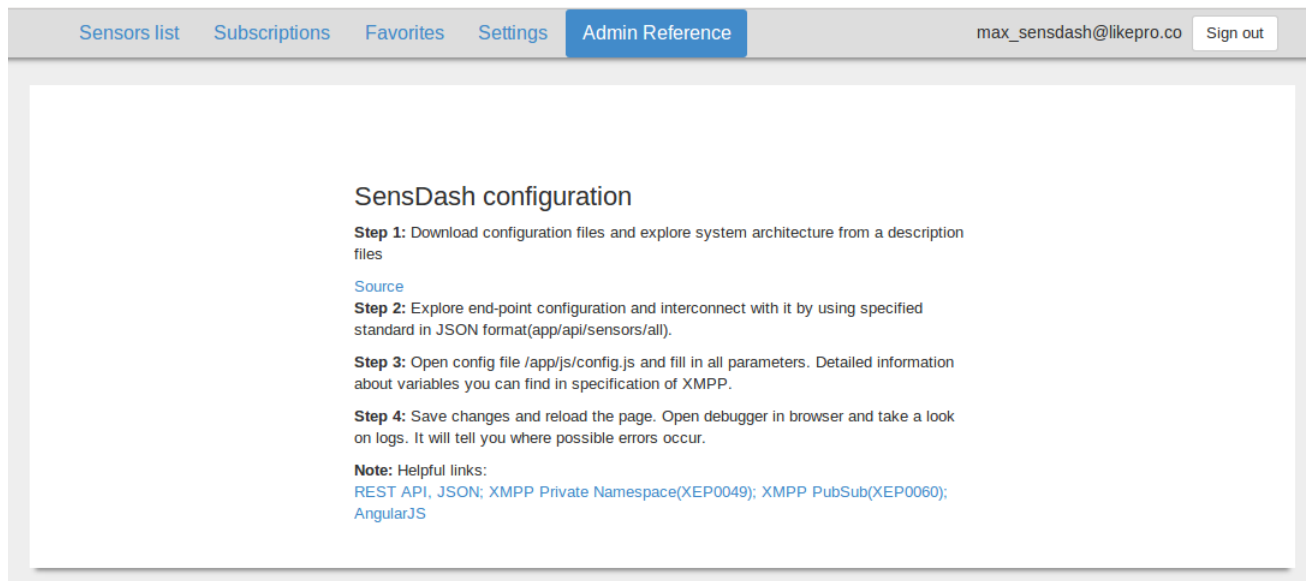 Sensors list Subscriptions Favorites Settings Admin Reference max_sensdash@likepro.co Sign out
SensDash configuration
Step 1: Download configuration files and explore system architecture from a description
files
Source
Step 2: Explore end-point configuration and interconnect with it by using specified
standard in JSON format(app/api/sensors/all).
Step 3: Open config file /app/js/config.js and fill in all parameters. Detailed information
about variables you can find in specification of XMPP.
Step 4: Save changes and reload the page. Open debugger in browser and take a look
on logs. It will tell you where possible errors occur.
Note: Helpful links:
REST API, JSON; XMPP Private Namespace(XEP0049); XMPP PubSub(XEP0060);
AngularJS